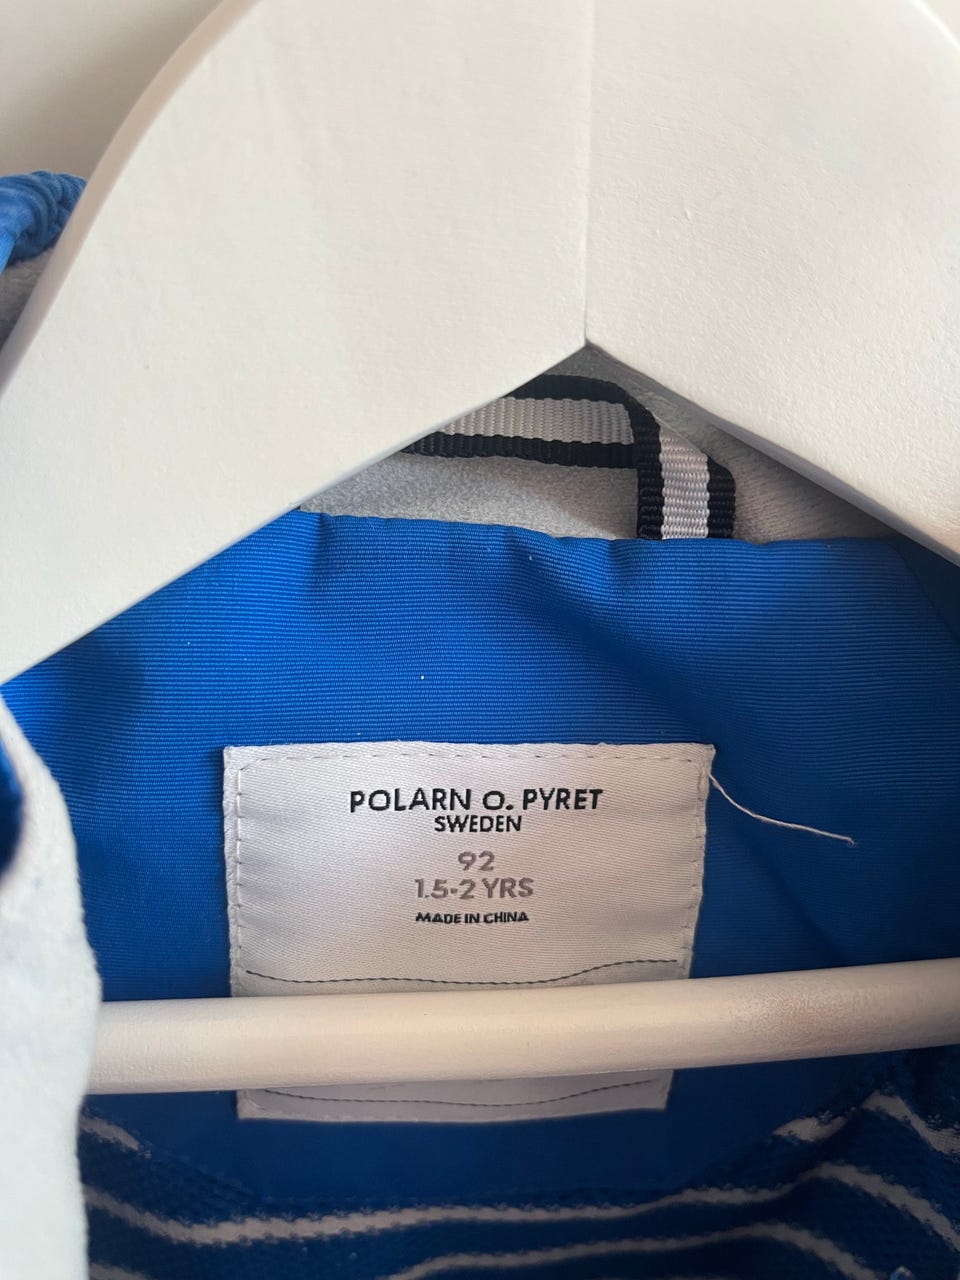 POLARN O. PYRET
SWEDEN
92
1.5-2 YRS
MADE IN CHINA